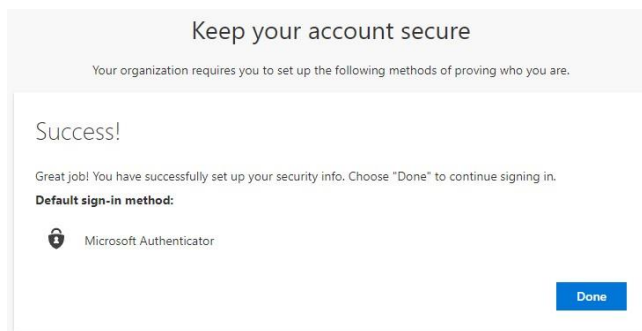 Keep your account secure
Your organization requires you to set up the following methods of proving who you are.
Success!
Great job! You have successfully set up your security info. Choose "Done" to continue signing in.
Default sign-in method:
Microsoft Authenticator
Done